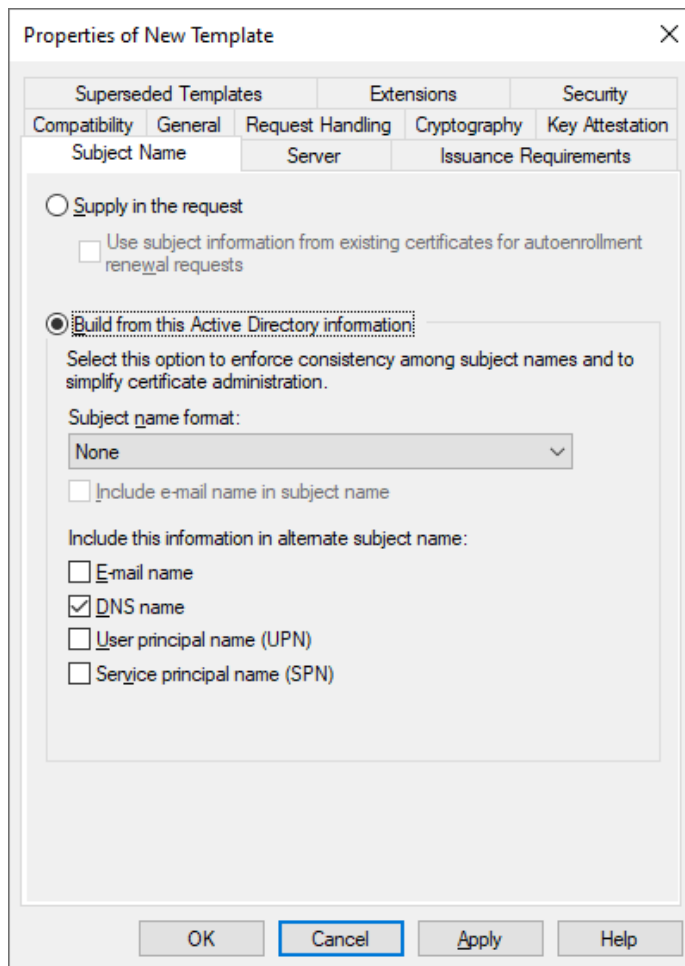 Properties of New Template
Superseded Templates Extensions Security
Compatibility General Request Handling Cryptography Key Attestation
Subject Name Server Issuance Requirements
Supply in the request
Use subject information from existing certificates for autoenrollment
renewal requests
Build from this Active Directory information
Select this option to enforce consistency among subject names and to
simplify certificate administration.
Subject name format:
None
Include e-mail name in subject name
Include this information in alternate subject name:
E-mail name
DNS name
User principal name (UPN)
Service principal name (SPN)
OK Cancel Apply Help